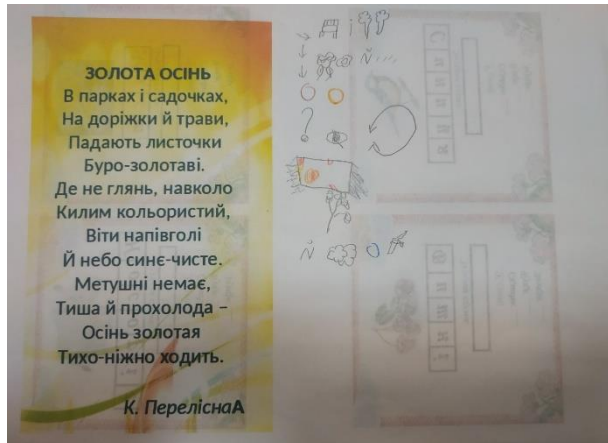 ЗОЛОТА ОСІНЬ
В парках і садочках,
На доріжки й трави,
Падають листочки
Буро-золотаві.
Де не глянь, навколо
Килим кольористий,
Віти напівголі
Й небо синє-чисте.
Метушні немає,
Тиша й прохолода –
Осінь золотая
Тихо-ніжно ходить.
К. ПереліснаА
і
й
?
й